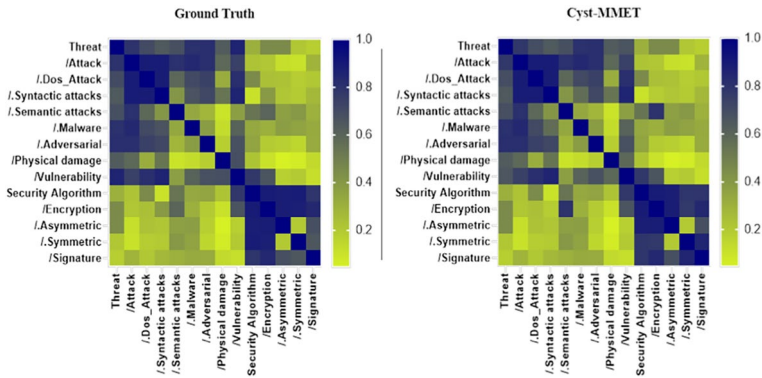 Ground Truth
Threat
/Attack
/.Dos_Attack
/.Syntactic attacks
/.Semantic attacks
/.Malware
/.Adversarial
/Physical damage
/Vulnerability
Security Algorithm
/Encryption
/.Asymmetric
/.Symmetric
/Signature
1.0
0.8
0.6
0.4
0.2
Threat
/Attack
/.Dos_Attack
/.Syntactic attacks
/.Semantic attacks
/.Malware
/.Adversarial
/Physical damage
/Vulnerability
Security Algorithm
/Encryption
/.Asymmetric
/.Symmetric
/Signature
Cyst-MMET
Threat
/Attack
/.Dos_Attack
/.Syntactic attacks
/.Semantic attacks
/.Malware
/.Adversarial
/Physical damage
/Vulnerability
Security Algorithm
/Encryption
/.Asymmetric
/.Symmetric
/Signature
1.0
0.8
0.6
0.4
0.2
Threat
/Attack
/.Dos_Attack
/.Syntactic attacks
/.Semantic attacks
/.Malware
/.Adversarial
/Physical damage
/Vulnerability
Security Algorithm
/Encryption
/.Asymmetric
/.Symmetric
/Signature